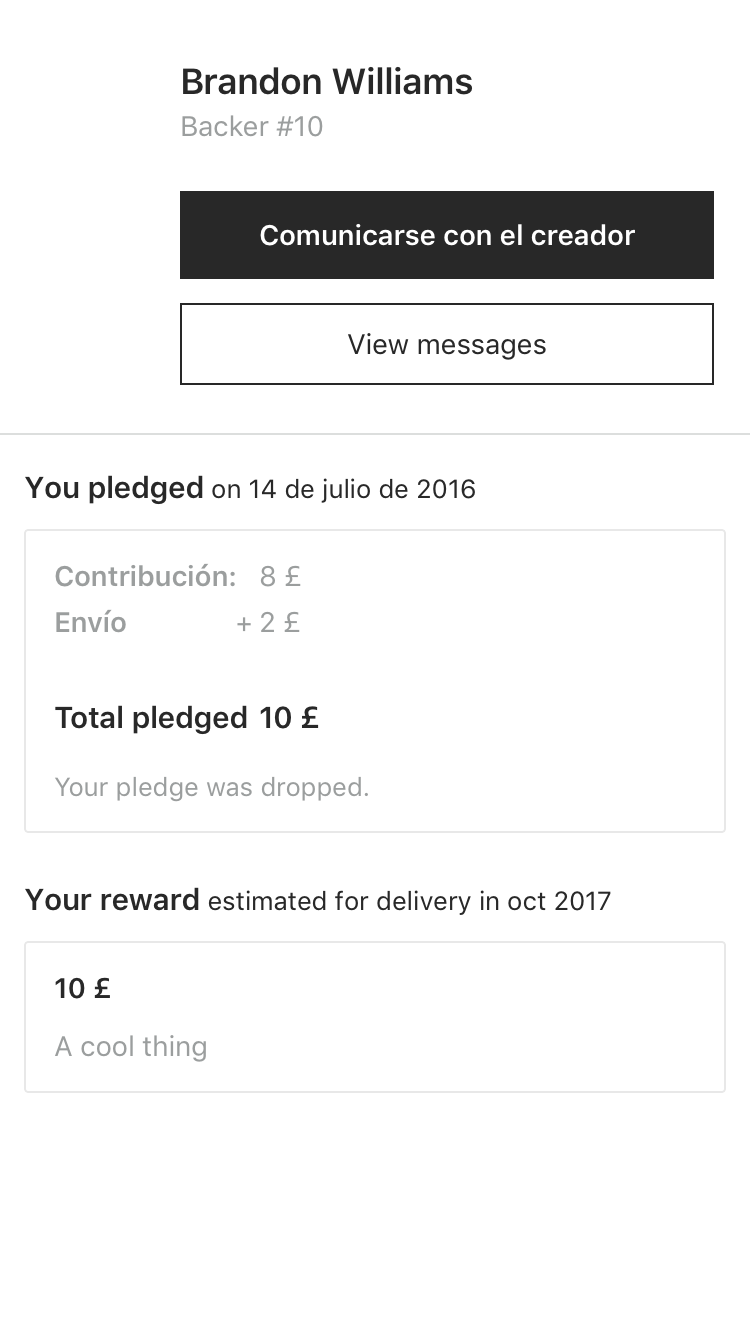 Brandon Williams
Backer #10
Comunicarse con el creador
View messages
You pledged on 14 de julio de 2016
Contribución: 8 £
Envío + 2 £
Total pledged 10 £
Your pledge was dropped.
Your reward estimated for delivery in oct 2017
10 £
A cool thing